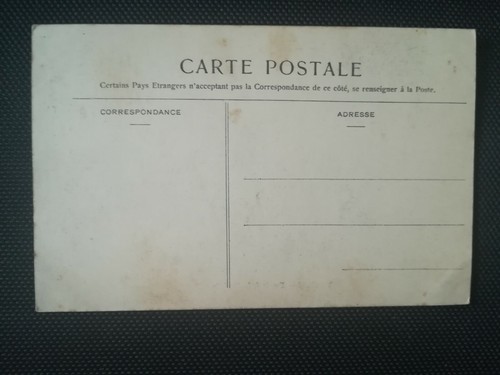 CARTE POSTALE
Certains Pays Etrangers n'acceptant pas la Correspondance de ce côté, se renseigner à la Poste.
CORRESPONDANCE
ADRESSE